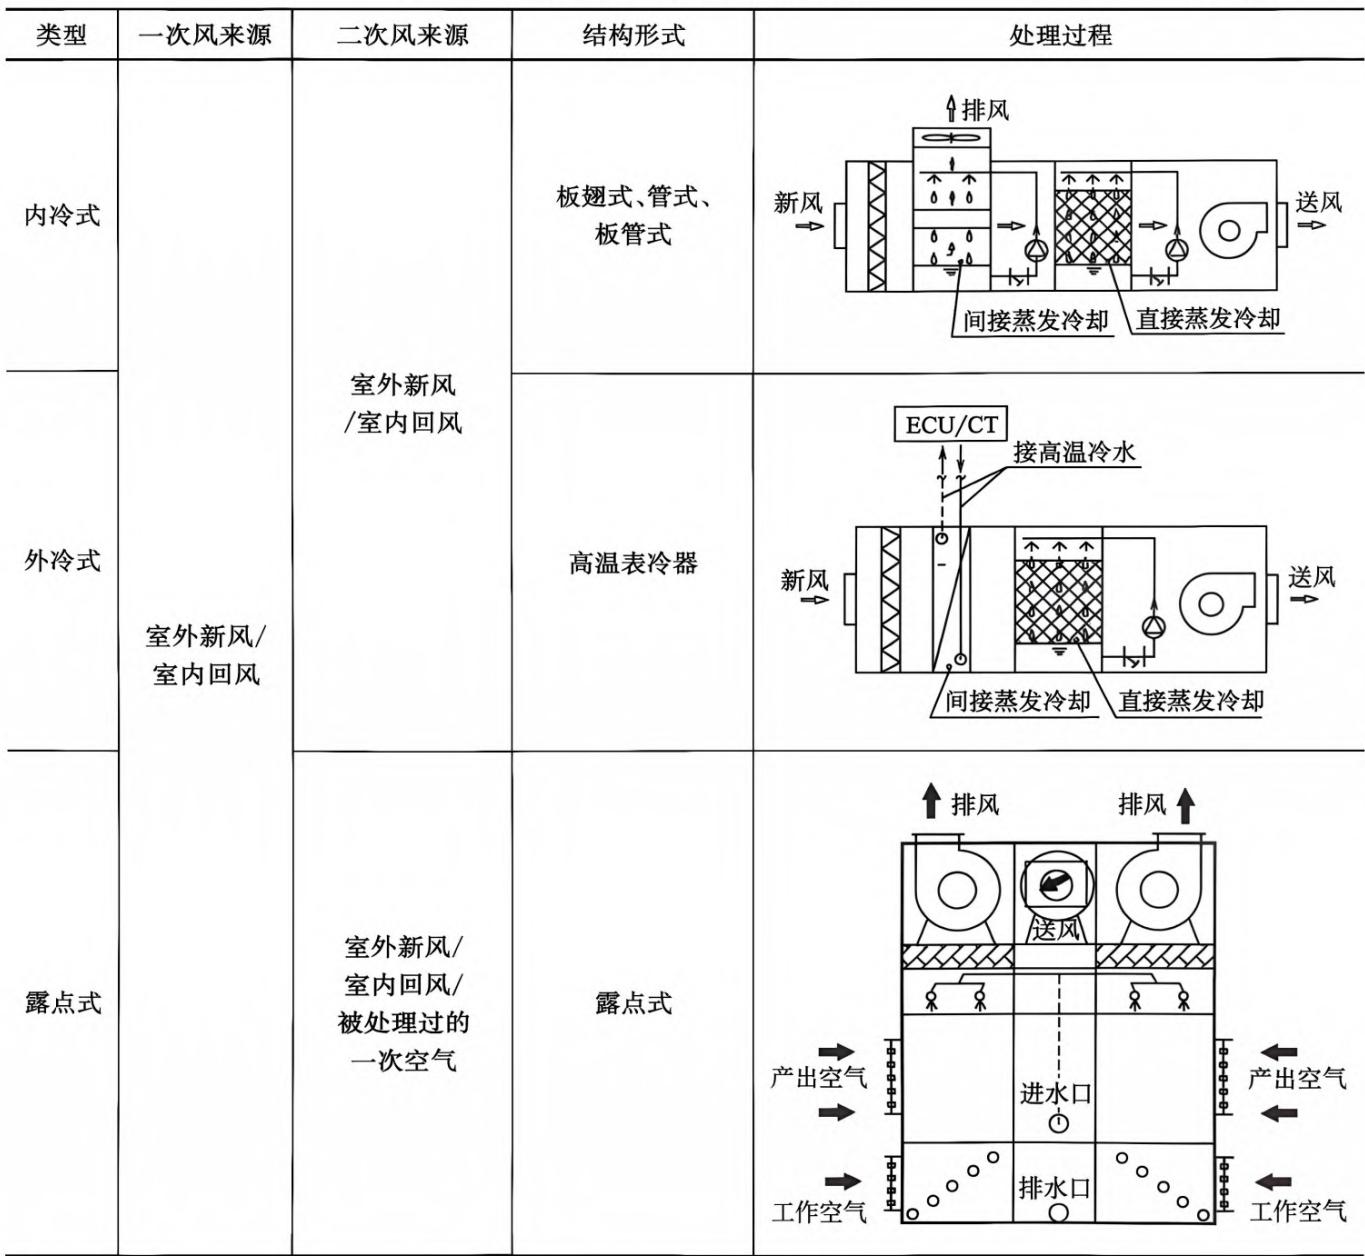 类型 一次风来源 二次风来源 结构形式 处理过程
内冷式
室外新风/
室内回风
室外新风
/室内回风
板翅式、管式、
板管式
排风
新风
送风
间接蒸发冷却
直接蒸发冷却
外冷式
高温表冷器
ECU/CT
接高温冷水
新风
送风
间接蒸发冷却
直接蒸发冷却
露点式
室外新风/
室内回风/
被处理过的
一次空气
露点式
排风
排风
送风
产出空气
进水口
产出空气
工作空气
排水口
工作空气